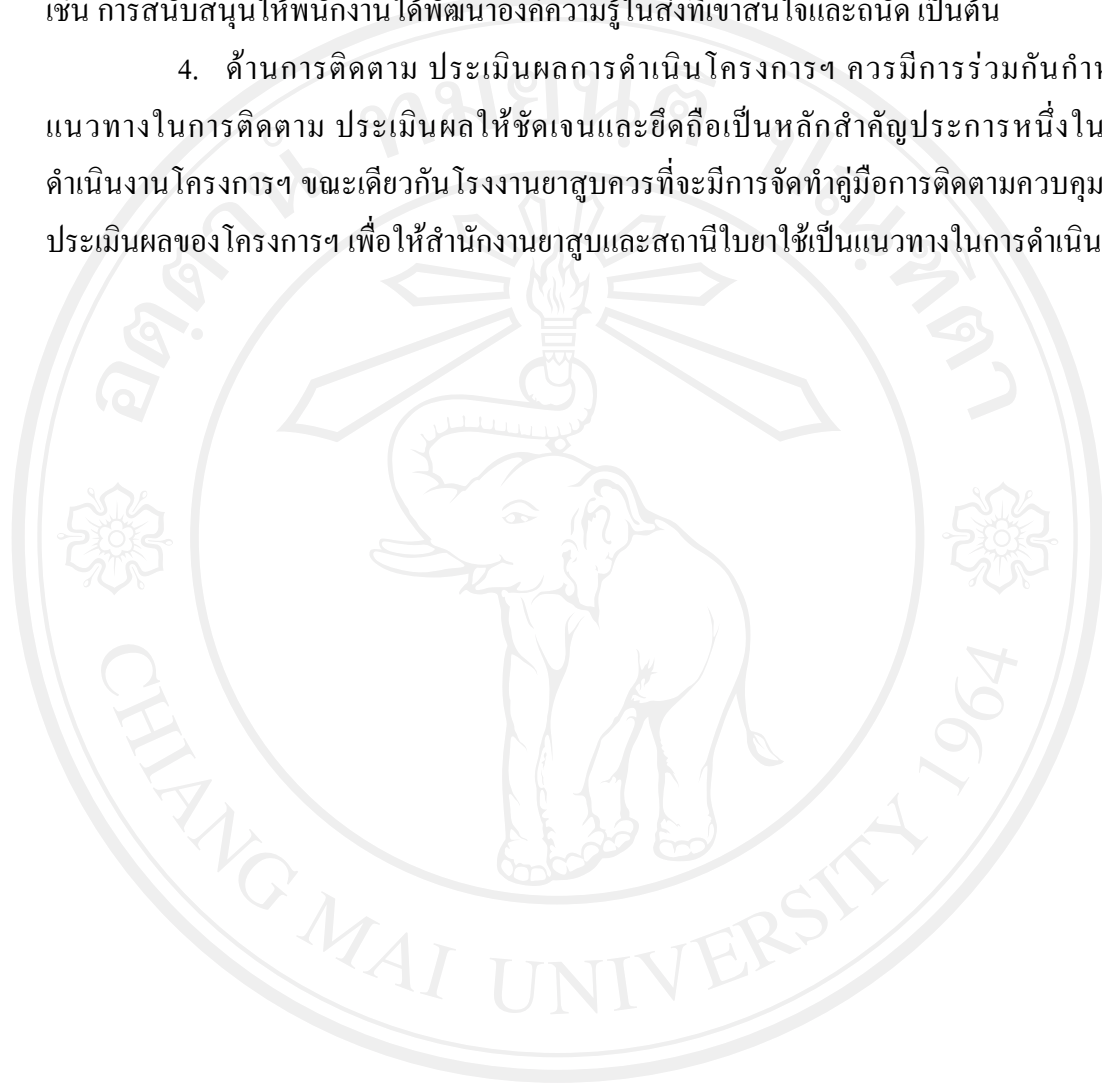 เช่น การสนับสนุนให้พนักงานได้พัฒนาองค์ความรู้ในสิ่งที่เขาสนใจและถนัด เป็นต้น
4. ด้านการติดตาม ประเมินผลการดำเนินโครงการฯ ควรมีการร่วมกันกำห
แนวทางในการติดตาม ประเมินผลให้ชัดเจนและยึดถือเป็นหลักสำคัญประการหนึ่งใน
ดำเนินงานโครงการฯ ขณะเดียวกันโรงงานยาสูบควรที่จะมีการจัดทำคู่มือการติดตามควบคุม
ประเมินผลของโครงการฯ เพื่อให้สำนักงานยาสูบและสถานีใบยาใช้เป็นแนวทางในการดำเนิน
อตฺตานํ ทมยนฺติ ปณฺฑิตา
CHIANG MAI UNIVERSITY 1964